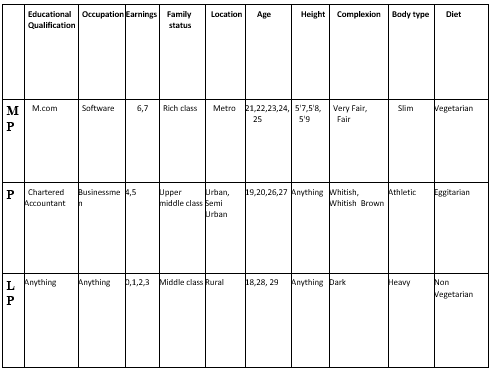 Educational Occupation Earnings Family Location Age Height Complexion Body type Diet
Qualification status
M M.com Software 6,7 Rich class Metro 21,22,23,24, 5'7,5'8, Very Fair, Slim Vegetarian
P 25 5'9 Fair
P Chartered Businessme 4,5 Upper Urban, 19,20,26,27 Anything Whitish, Athletic Eggitarian
Accountant n middle class Semi Whitish Brown
Urban
L Anything Anything 0,1,2,3 Middle class Rural 18,28, 29 Anything Dark Heavy Non
P Vegetarian